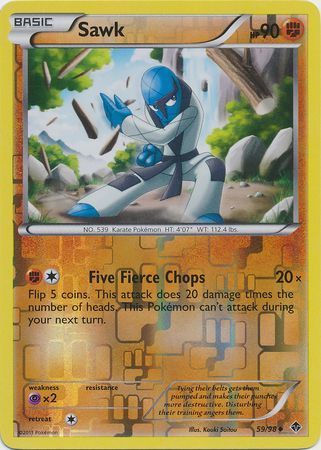 BASIC
Sawk
HP90
NO. 539 Karate Pokémon HT: 4'07" WT: 112.4 lbs.
Five Fierce Chops 20×
Flip 5 coins. This attack does 20 damage times
the number of heads. This Pokémon can't attack during
your next turn.
weakness resistance
×2
retreat
Tying their belts gets them
pumped and makes their punches
more destructive. Disturbing
their training angers them.
©2011 Pokémon
Illus. Kouki Saitou
59/98